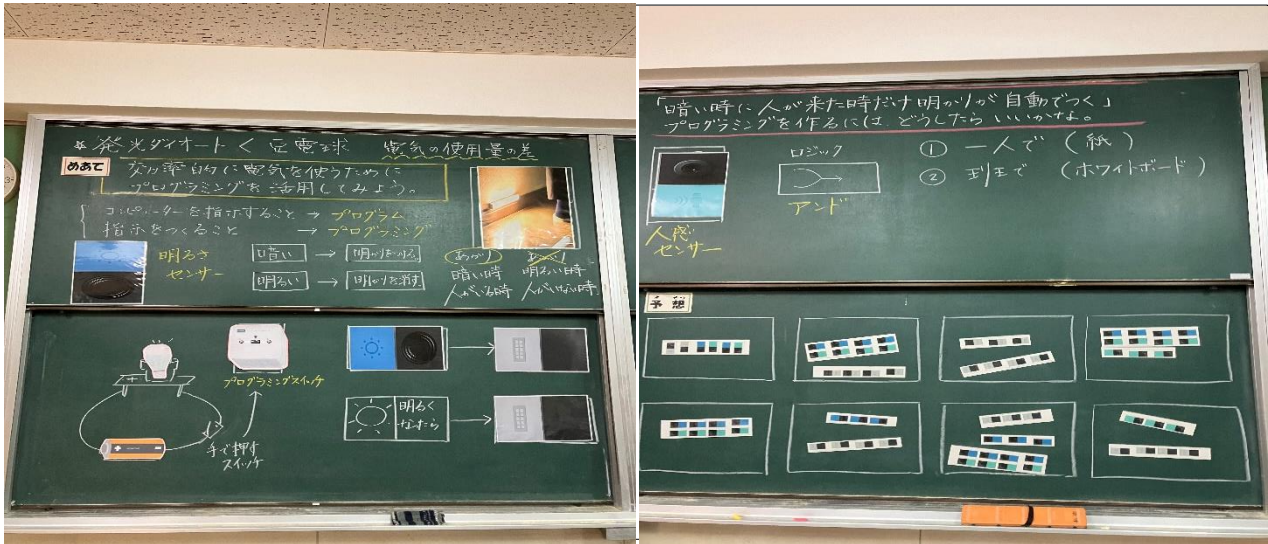 * 発光ダイオード < 豆電球 電気の使用量の差
めあて
効率的に電気を使うために
プログラミングを活用してみよう。
コンピューターを指示すること → プログラム
指示をつくること → プログラミング
明るさ
センサー
暗い → 明かりをつける
明るい → 明かりを消す
あかり
暗い時 明るい時
人がいる時 人がいない時
プログラミングスイッチ
手で押す
スイッチ
明るく
なったら
「暗い時に人が来た時だけ明かりが自動でつく」
プログラミングを作るには、どうしたらいいかな。
人感
センサー
ロジック
アンド
① 一人で (紙)
② 班で (ホワイトボード)
予想